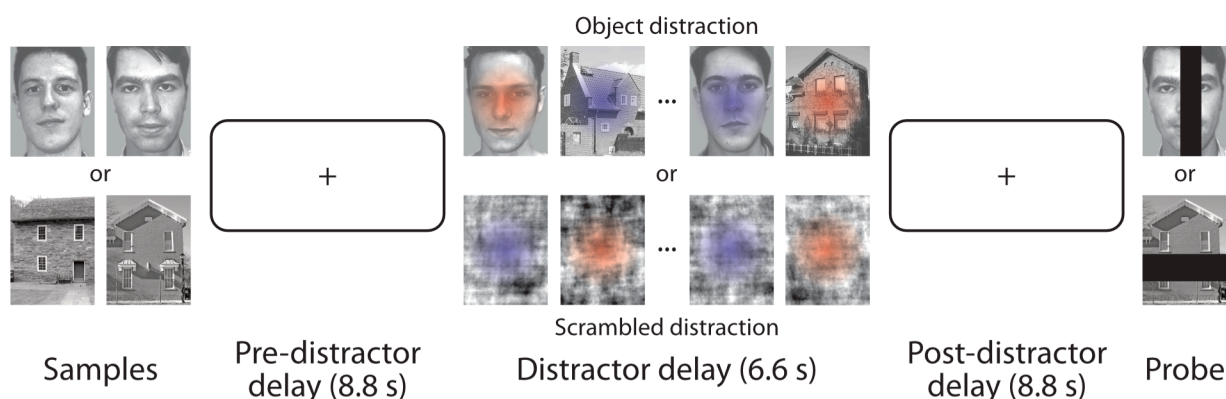 Object distraction
or
+
...
or
+
or
...
Scrambled distraction
Samples
Pre-distractor
delay (8.8 s)
Distractor delay (6.6 s)
Post-distractor
delay (8.8 s)
Probe